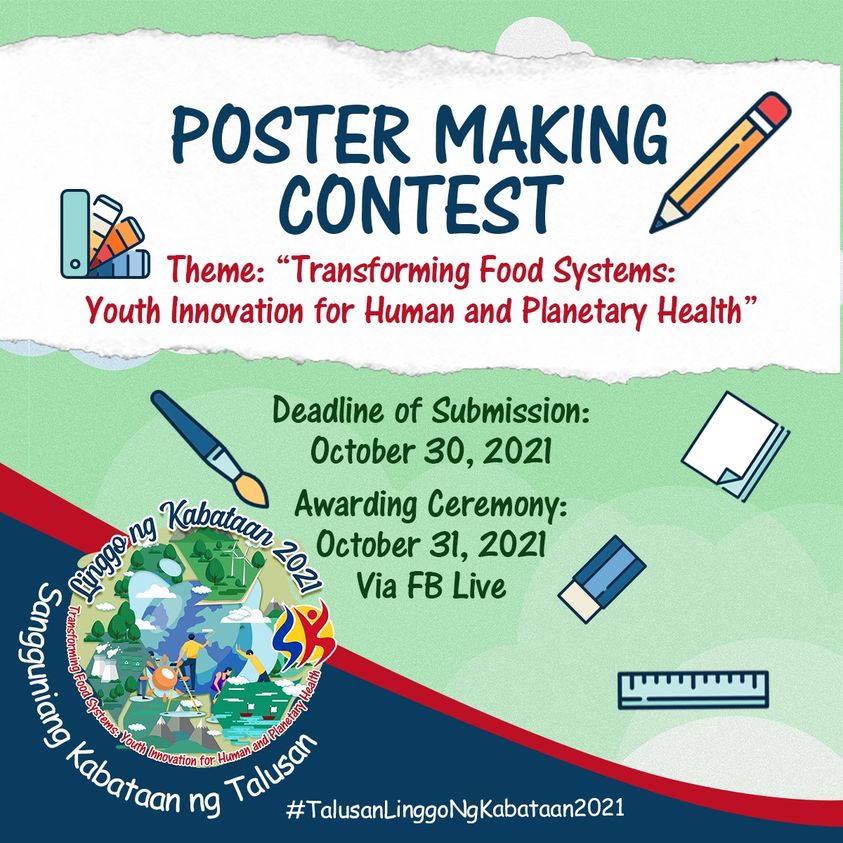 POSTER MAKING
CONTEST
Theme: “Transforming Food Systems:
Youth Innovation for Human and Planetary Health”
Deadline of Submission:
October 30, 2021
Awarding Ceremony:
October 31, 2021
Via FB Live
Linggo ng Kabataan 2021
SK
Transforming Food Systems: Youth Innovation for Human and Planetary Health
Sangguniang Kabataan ng Talusan
#TalusanLinggoNgKabataan2021